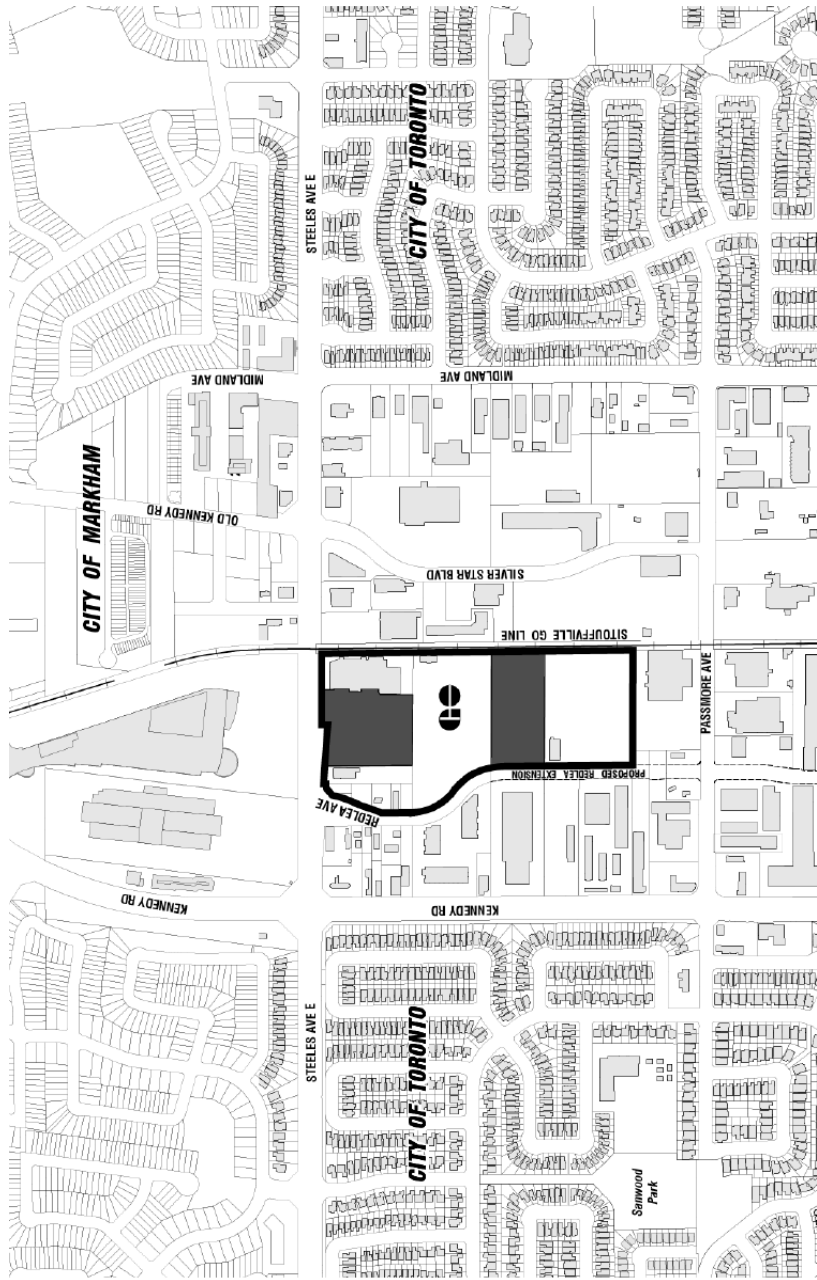 CITY OF TORONTO
STEELES AVE E
MIDLAND AVE
MIDLAND AVE
CITY OF MARKHAM
OLD KENNEDY RD
SILVER STAR BLVD
SITOUFFVILLE GO LINE
GO
PASSMORE AVE
PROPOSED REDLEA EXTENSION
REDLEA AVE
KENNEDY RD
KENNEDY RD
STEELES AVE E
CITY OF TORONTO
Sanwood
Park